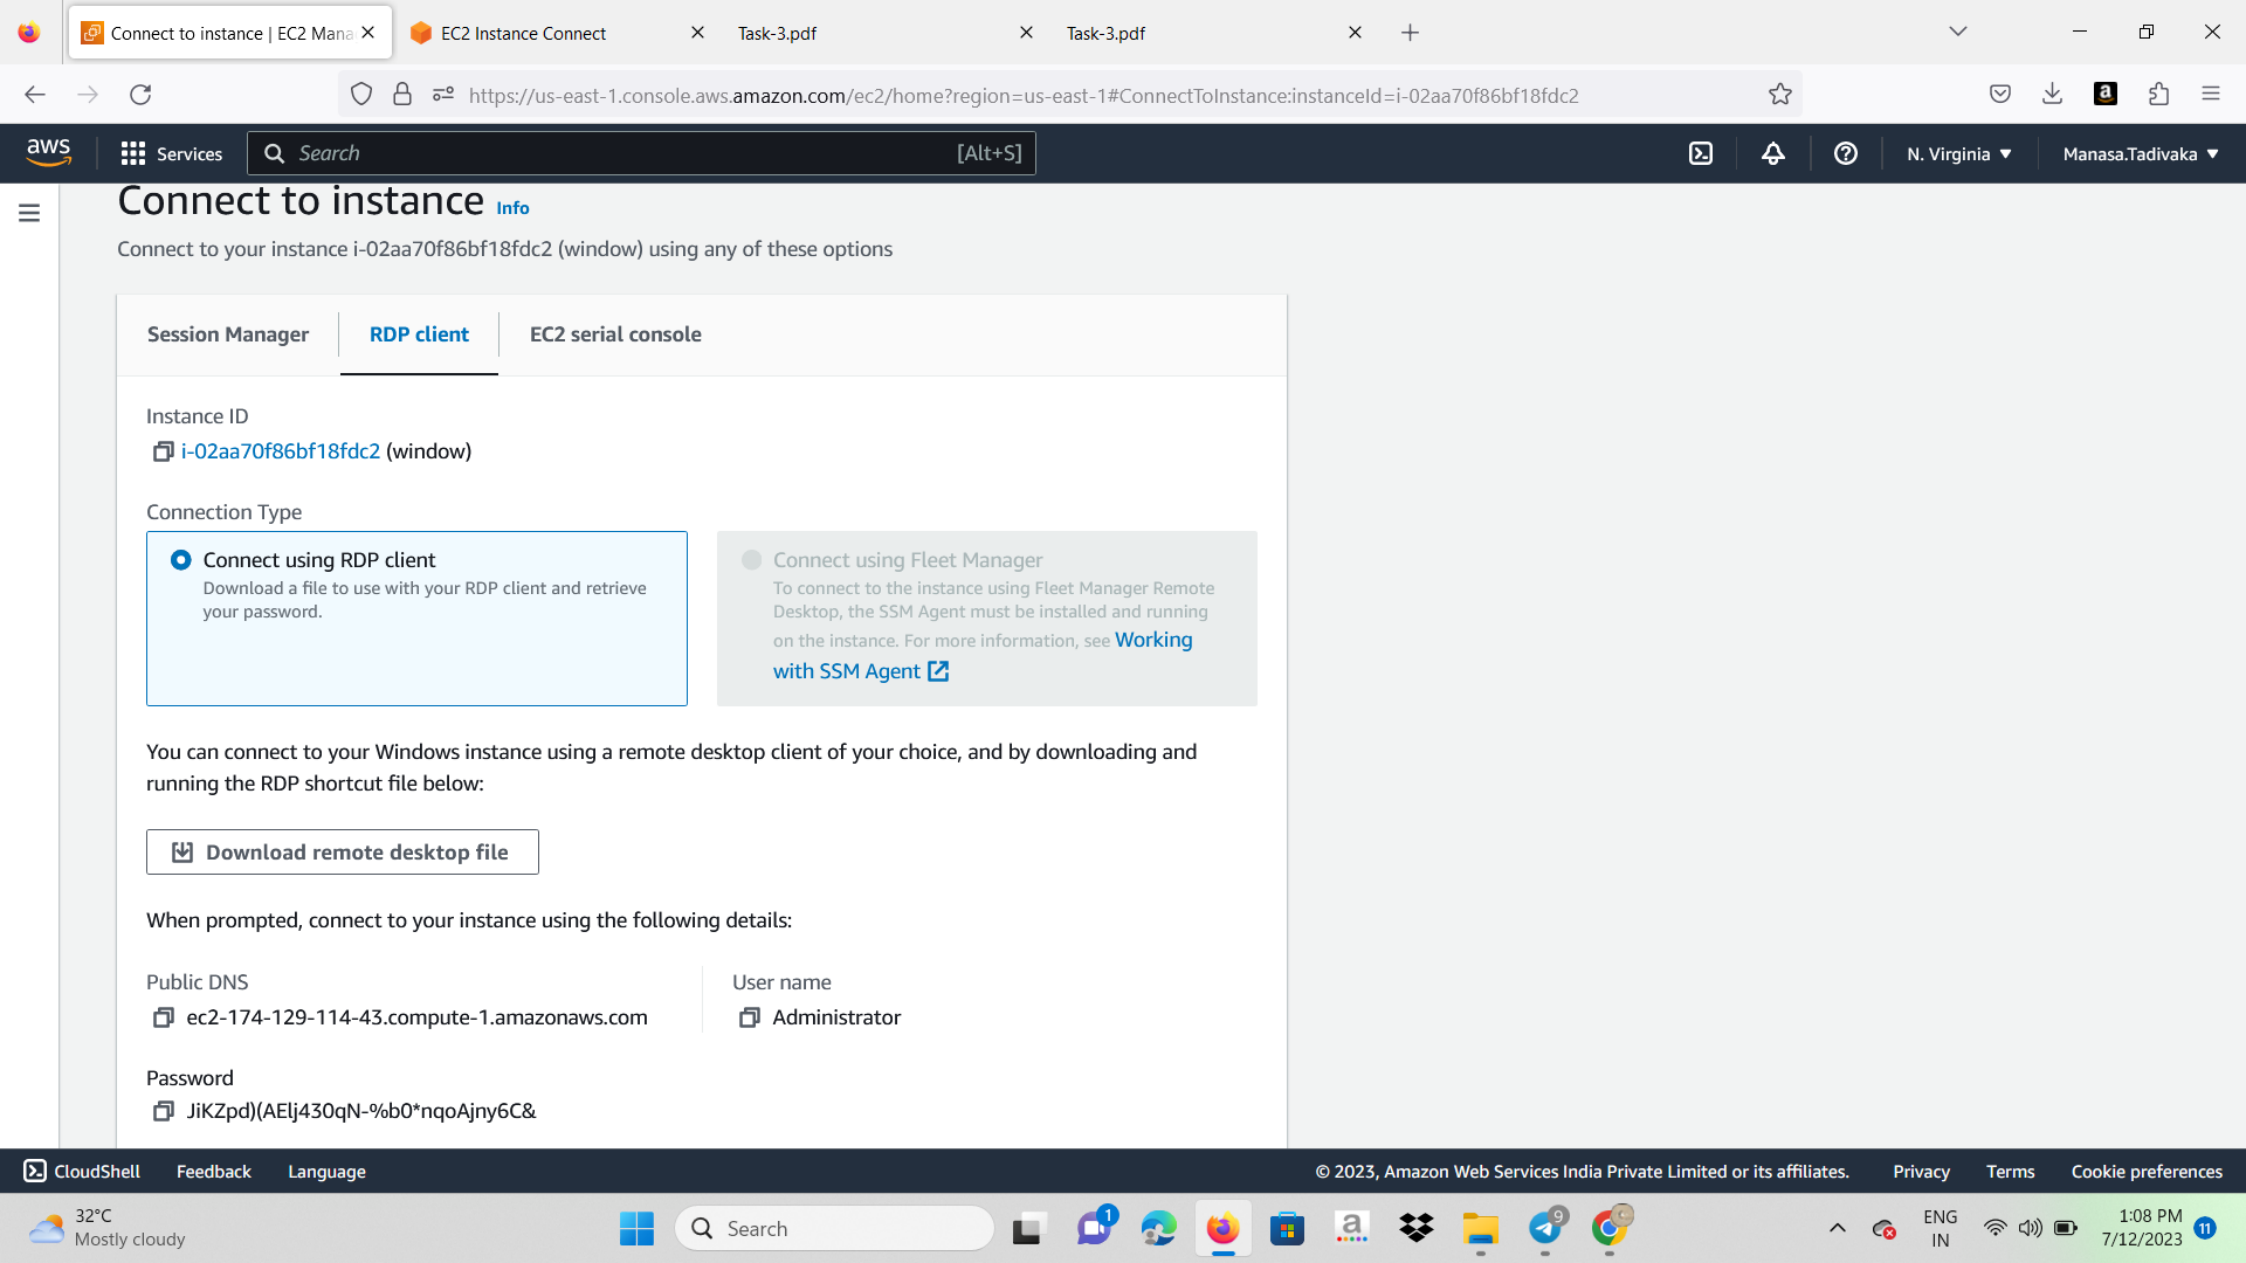 Connect to instance | EC2 Mana
EC2 Instance Connect
Task-3.pdf
Task-3.pdf
https://us-east-1.console.aws.amazon.com/ec2/home?region=us-east-1#ConnectToInstance:instanceId=i-02aa70f86bf18fdc2
aws
Services
Search
[Alt+S]
N. Virginia
Manasa.Tadivaka
Connect to instance Info
Connect to your instance i-02aa70f86bf18fdc2 (window) using any of these options
Session Manager
RDP client
EC2 serial console
Instance ID
i-02aa70f86bf18fdc2 (window)
Connection Type
Connect using RDP client
Download a file to use with your RDP client and retrieve
your password.
Connect using Fleet Manager
To connect to the instance using Fleet Manager Remote
Desktop, the SSM Agent must be installed and running
on the instance. For more information, see Working
with SSM Agent
You can connect to your Windows instance using a remote desktop client of your choice, and by downloading and
running the RDP shortcut file below:
Download remote desktop file
When prompted, connect to your instance using the following details:
Public DNS
ec2-174-129-114-43.compute-1.amazonaws.com
User name
Administrator
Password
JiKZpd)(AElj430qN-%b0*nqoAjny6C&
CloudShell
Feedback
Language
© 2023, Amazon Web Services India Private Limited or its affiliates.
Privacy
Terms
Cookie preferences
32°C
Mostly cloudy
Search
1
a
9
ENG
IN
1:08 PM
7/12/2023
11